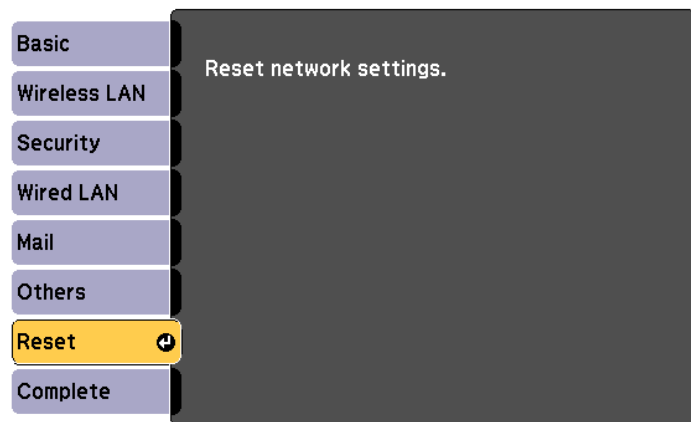 Basic
Wireless LAN
Security
Wired LAN
Mail
Others
Reset
Complete
Reset network settings.